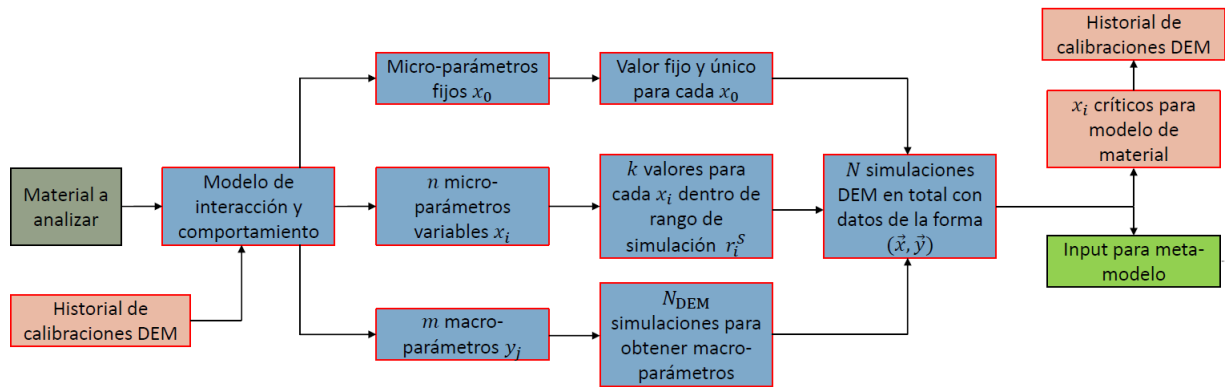 Material a
analizar
Historial de
calibraciones DEM
Modelo de
interacción y
comportamiento
Micro-parámetros
fijos x₀
Valor fijo y único
para cada x₀
n micro-
parámetros
variables xᵢ
k valores para
cada xᵢ dentro de
rango de
simulación rᵢˢ
m macro-
parámetros yⱼ
N_DEM
simulaciones para
obtener macro-
parámetros
N simulaciones
DEM en total con
datos de la forma
(x⃗, y⃗)
Historial de
calibraciones DEM
xᵢ críticos para
modelo de
material
Input para meta-
modelo